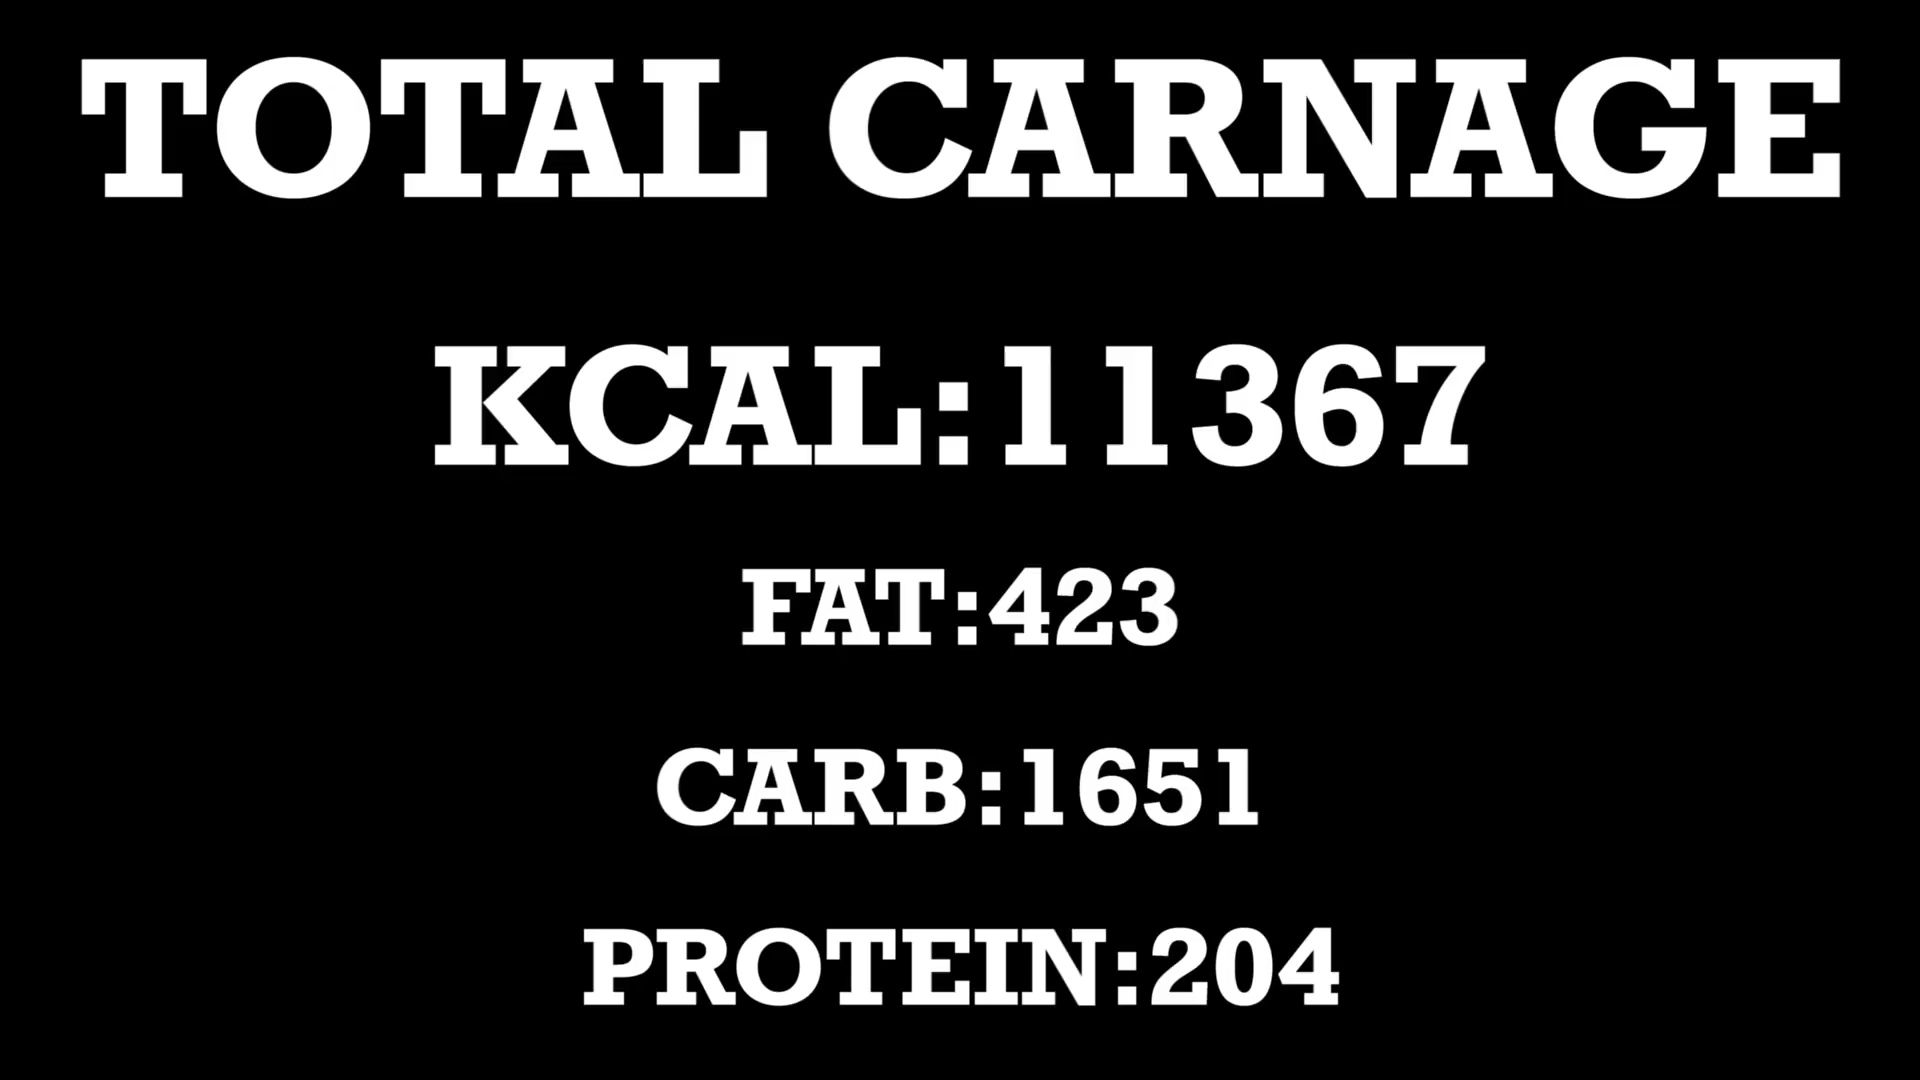 TOTAL CARNAGE
KCAL:11367
FAT:423
CARB:1651
PROTEIN:204